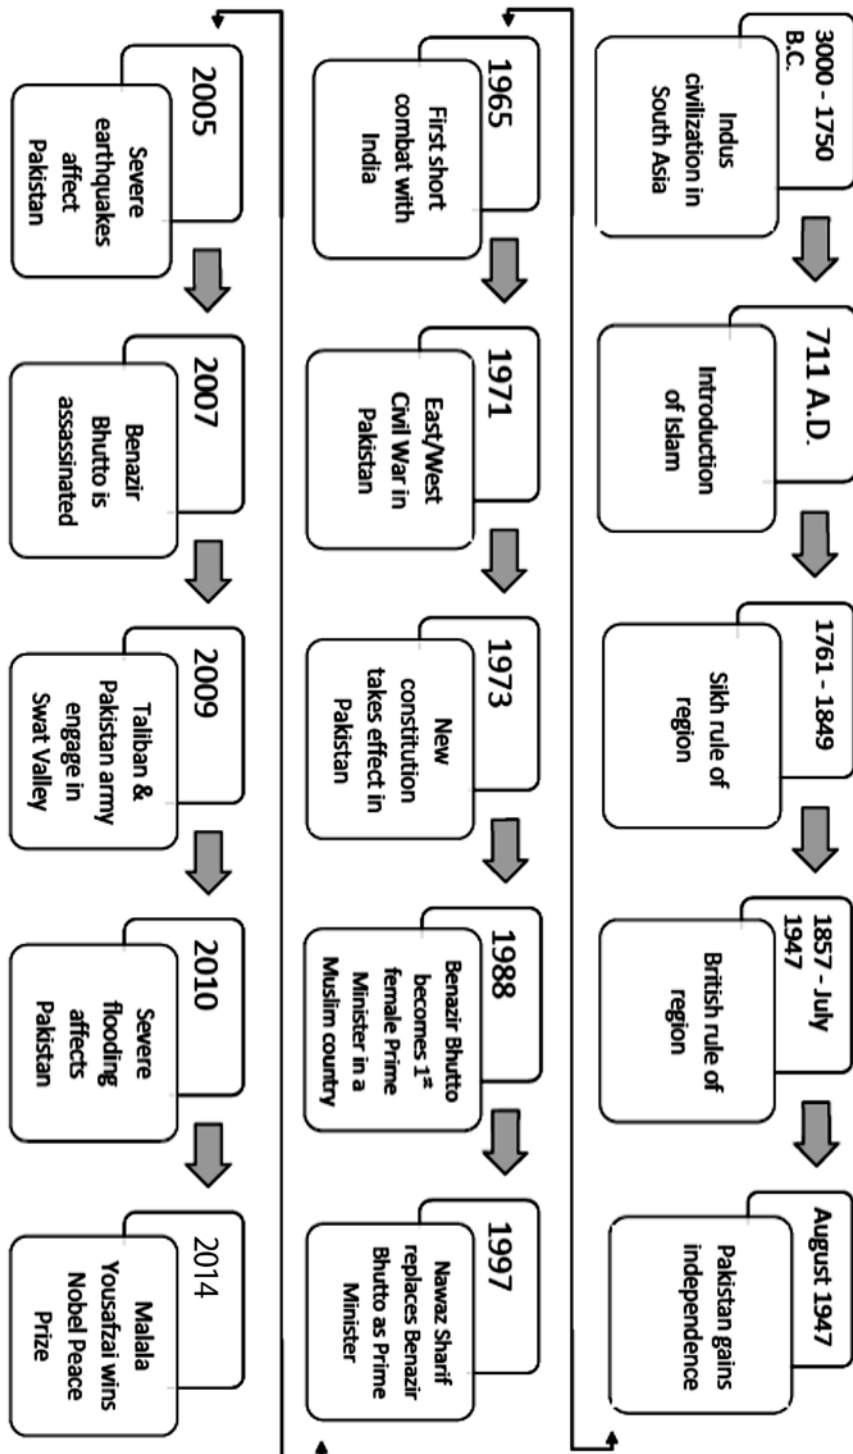 3000 - 1750
B.C.
Indus
civilization in
South Asia
711 A.D.
Introduction
of Islam
1761 - 1849
Sikh rule of
region
1857 - July
1947
British rule of
region
August 1947
Pakistan gains
independence
1965
First short
combat with
India
1971
East/West
Civil War in
Pakistan
1973
New
constitution
takes effect in
Pakistan
1988
Benazir Bhutto
becomes 1st
female Prime
Minister in a
Muslim country
1997
Nawaz Sharif
replaces Benazir
Bhutto as Prime
Minister
2005
Severe
earthquakes
affect
Pakistan
2007
Benazir
Bhutto is
assassinated
2009
Taliban &
Pakistan army
engage in
Swat Valley
2010
Severe
flooding
affects
Pakistan
2014
Malala
Yousafzai wins
Nobel Peace
Prize